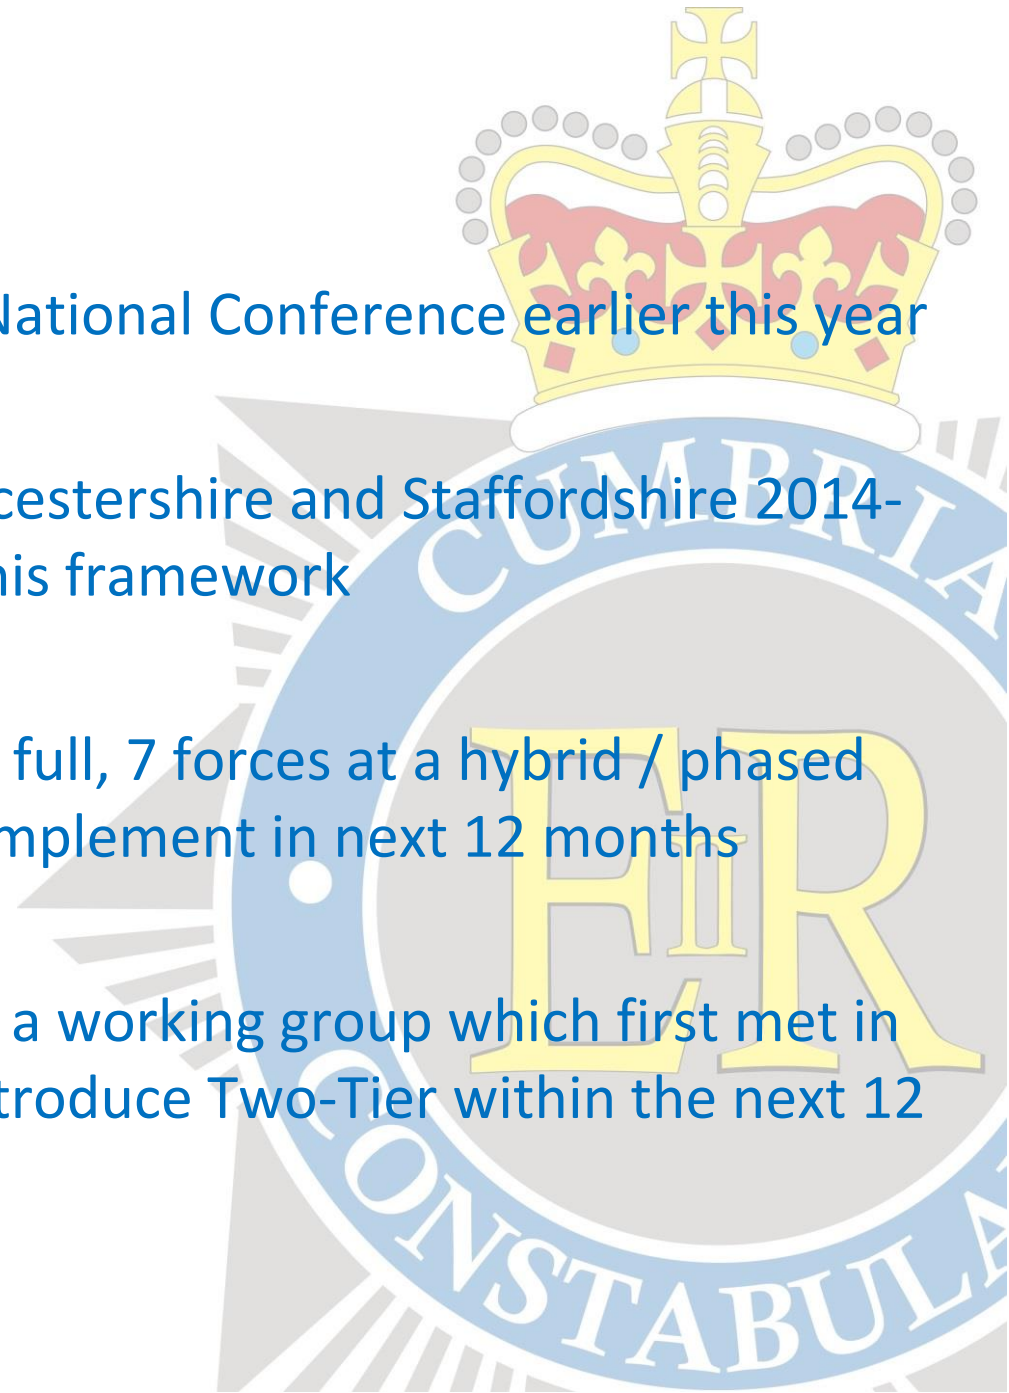 National Conference earlier this year
cestershire and Staffordshire 2014-
his framework
full, 7 forces at a hybrid / phased
mplement in next 12 months
a working group which first met in
troduce Two-Tier within the next 12
CUMBRIA
EIIR
CONSTABULA